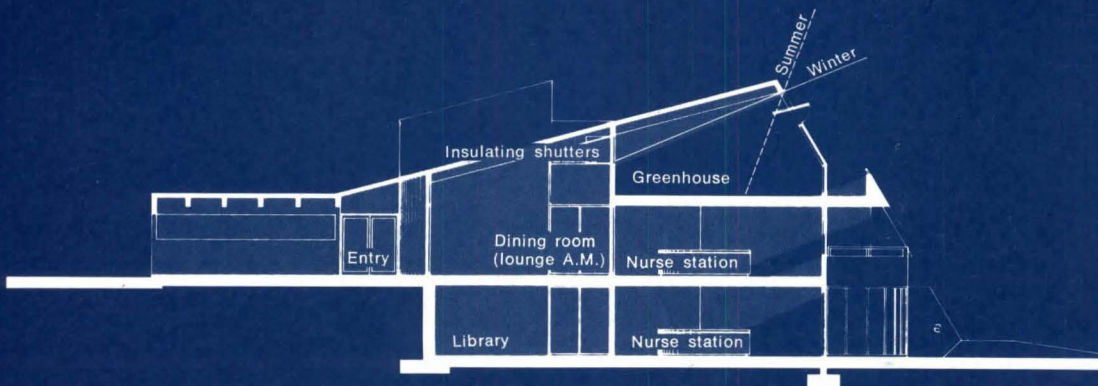 Summer
Winter
Insulating shutters
Greenhouse
Entry
Dining room
(lounge A.M.)
Nurse station
Library
Nurse station